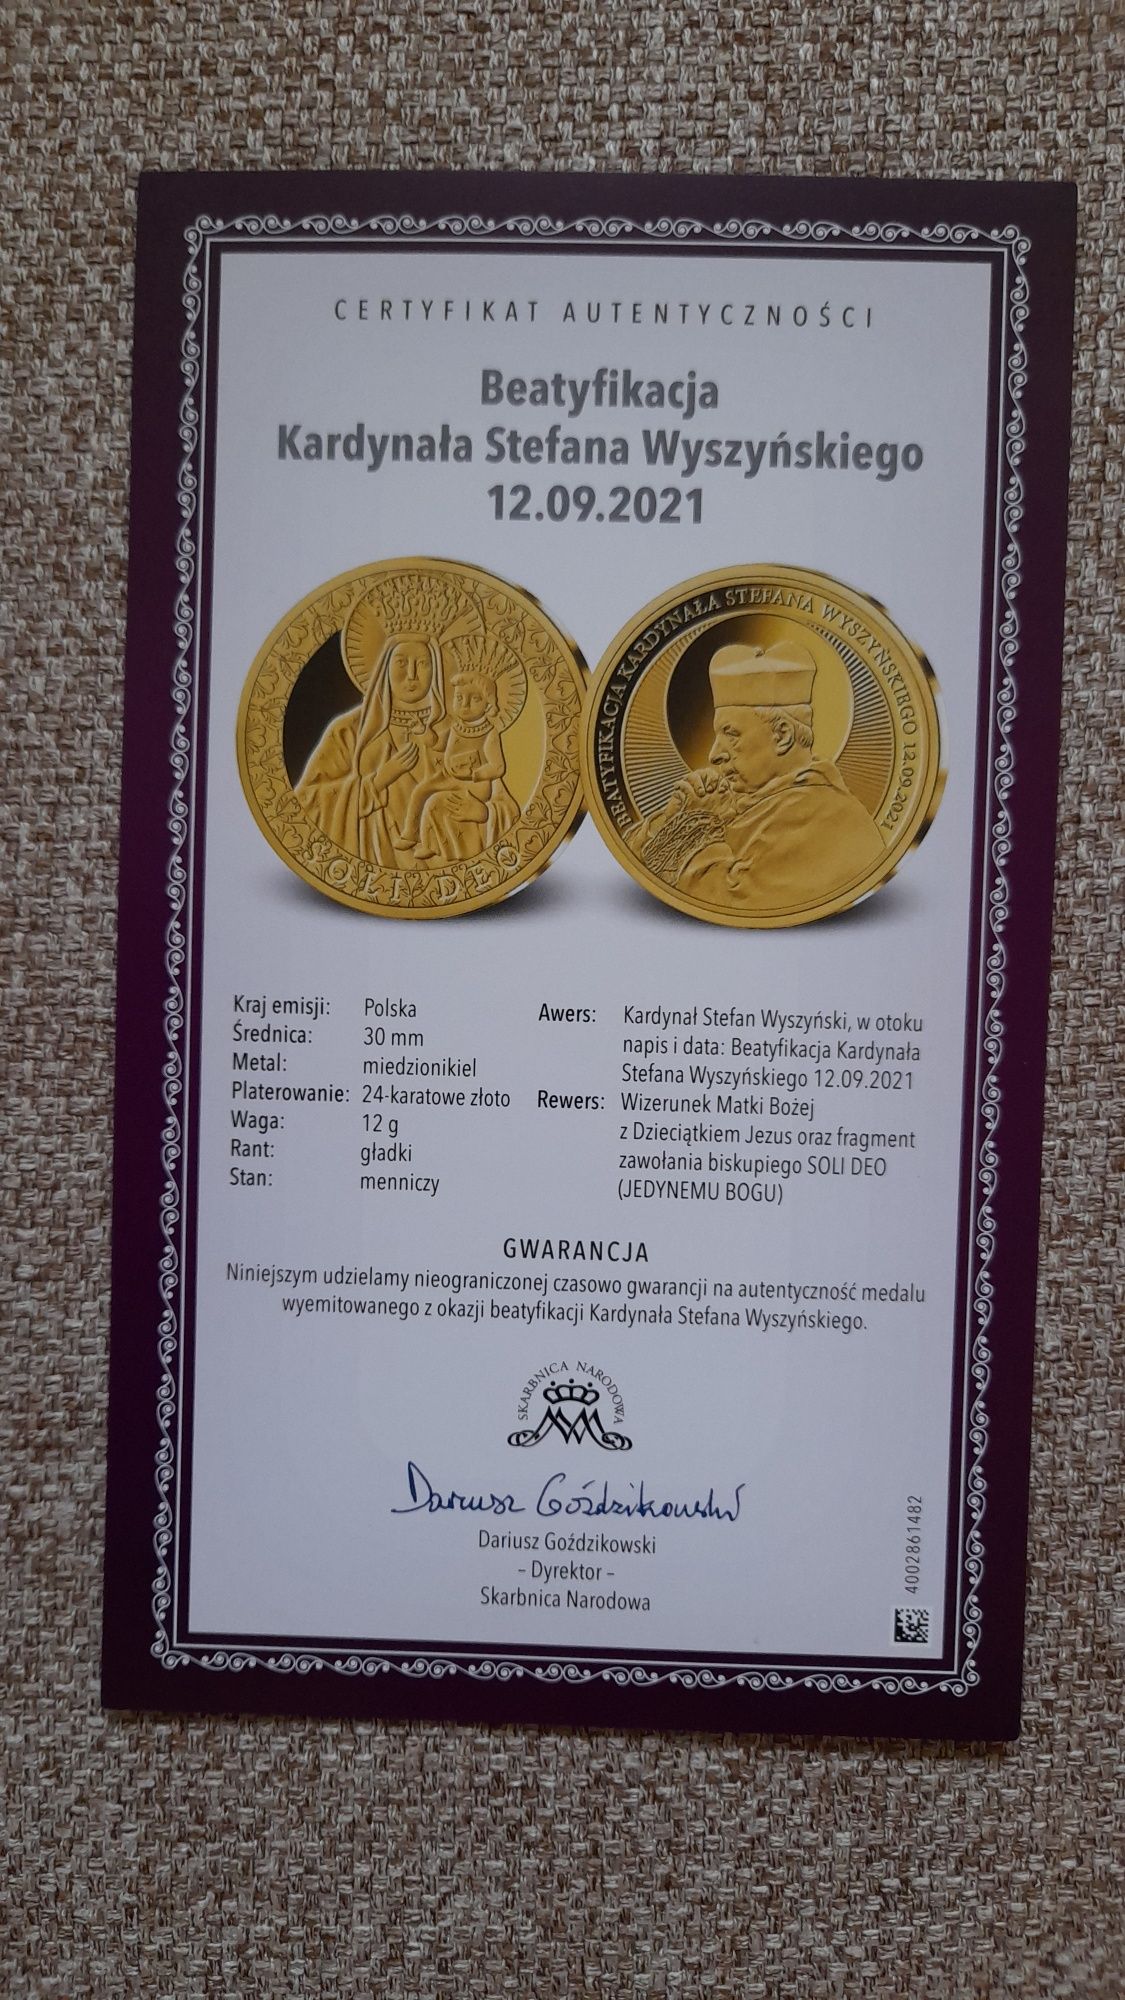 CERTYFIKAT AUTENTYCZNOŚCI
Beatyfikacja
Kardynała Stefana Wyszyńskiego
12.09.2021
SOLI DEO
BEATYFIKACJA KARDYNAŁA STEFANA WYSZYŃSKIEGO 12.09.2021
Kraj emisji: Polska
Średnica: 30 mm
Metal: miedzionikiel
Platerowanie: 24-karatowe złoto
Waga: 12 g
Rant: gładki
Stan: menniczy
Awers: Kardynał Stefan Wyszyński, w otoku
napis i data: Beatyfikacja Kardynała
Stefana Wyszyńskiego 12.09.2021
Rewers: Wizerunek Matki Bożej
z Dzieciątkiem Jezus oraz fragment
zawołania biskupiego SOLI DEO
(JEDYNEMU BOGU)
GWARANCJA
Niniejszym udzielamy nieograniczonej czasowo gwarancji na autentyczność medalu
wyemitowanego z okazji beatyfikacji Kardynała Stefana Wyszyńskiego.
SKARBNICA NARODOWA
Dariusz Goździkowski
Dariusz Goździkowski
– Dyrektor –
Skarbnica Narodowa
4002861482